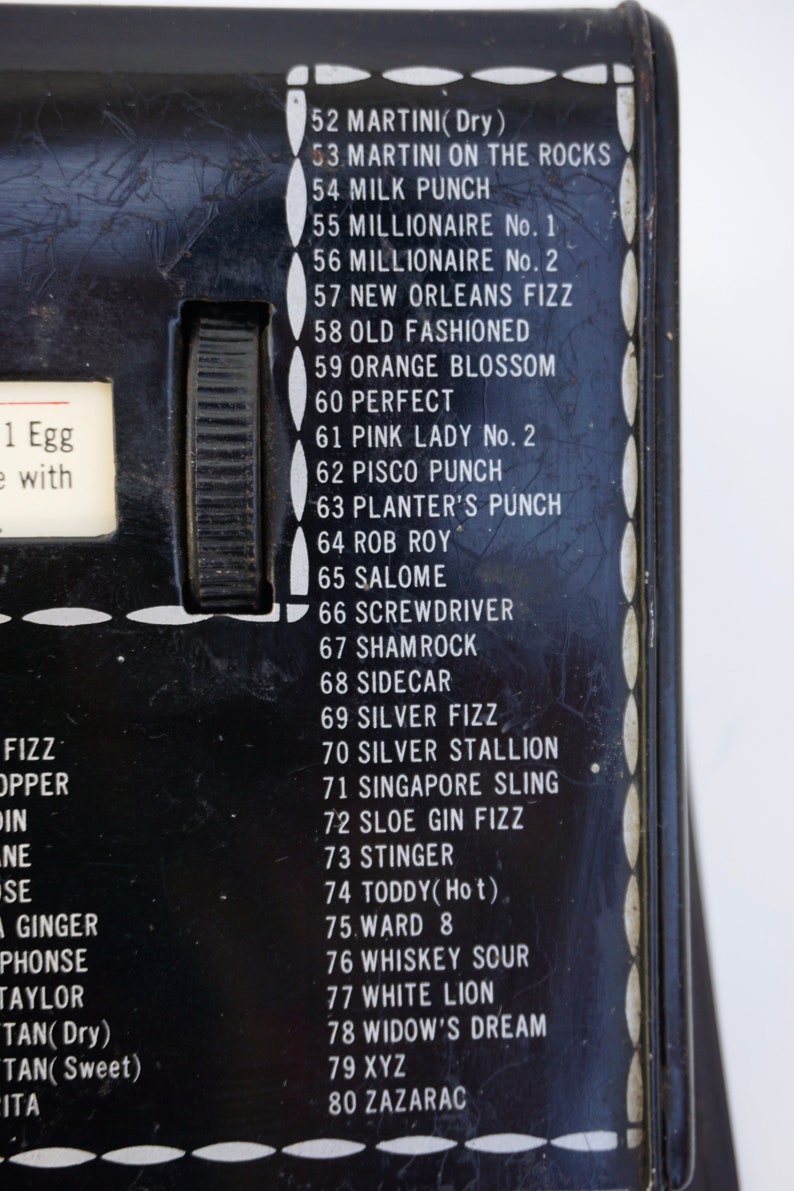 52 MARTINI(Dry)
53 MARTINI ON THE ROCKS
54 MILK PUNCH
55 MILLIONAIRE No. 1
56 MILLIONAIRE No. 2
57 NEW ORLEANS FIZZ
58 OLD FASHIONED
59 ORANGE BLOSSOM
60 PERFECT
61 PINK LADY No. 2
62 PISCO PUNCH
63 PLANTER'S PUNCH
64 ROB ROY
65 SALOME
66 SCREWDRIVER
67 SHAMROCK
68 SIDECAR
69 SILVER FIZZ
70 SILVER STALLION
71 SINGAPORE SLING
72 SLOE GIN FIZZ
73 STINGER
74 TODDY(Hot)
75 WARD 8
76 WHISKEY SOUR
77 WHITE LION
78 WIDOW'S DREAM
79 XYZ
80 ZAZARAC
1 Egg
e with
FIZZ
OPPER
DIN
NE
OSE
A GINGER
PHONSE
TAYLOR
TAN(Dry)
TAN(Sweet)
ITA